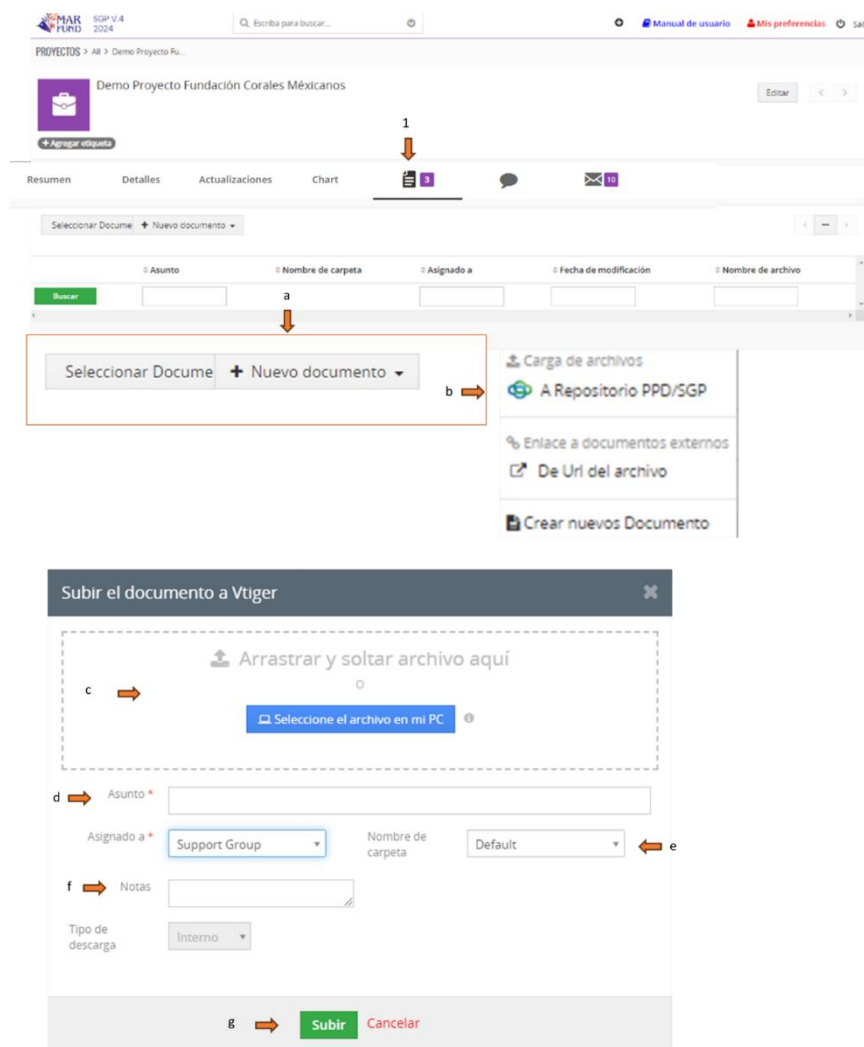 MAR FUND SGP V.4 2024 Escriba para buscar... Manual de usuario Mis preferencias
PROYECTOS > All > Demo Proyecto Fu...
Demo Proyecto Fundación Corales Méxicanos Editar < >
+ Agregar etiqueta
1
Resumen Detalles Actualizaciones Chart 3 10
Seleccionar Docume + Nuevo documento
Asunto Nombre de carpeta Asignado a Fecha de modificación Nombre de archivo
Buscar
a
Seleccionar Docume + Nuevo documento
b
Carga de archivos
A Repositorio PPD/SGP
Enlace a documentos externos
De Url del archivo
Crear nuevos Documento
Subir el documento a Vtiger
Arrastrar y soltar archivo aquí
o
c
Seleccione el archivo en mi PC
d Asunto *
Asignado a * Support Group Nombre de carpeta Default e
f Notas
Tipo de descarga Interno
g Subir Cancelar